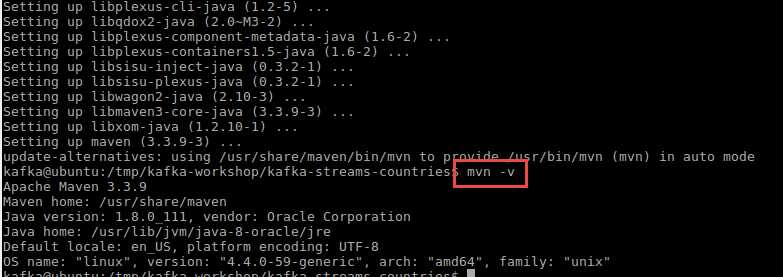 Setting up libplexus-cli-java (1.2-5) ...
Setting up libqdox2-java (2.0~M3-2) ...
Setting up libplexus-component-metadata-java (1.6-2) ...
Setting up libplexus-containers1.5-java (1.6-2) ...
Setting up libsisu-inject-java (0.3.2-1) ...
Setting up libsisu-plexus-java (0.3.2-1) ...
Setting up libwagon2-java (2.10-3) ...
Setting up libmaven3-core-java (3.3.9-3) ...
Setting up libxom-java (1.2.10-1) ...
Setting up maven (3.3.9-3) ...
update-alternatives: using /usr/share/maven/bin/mvn to provide /usr/bin/mvn (mvn) in auto mode
kafka@ubuntu:/tmp/kafka-workshop/kafka-streams-countries$ mvn -v
Apache Maven 3.3.9
Maven home: /usr/share/maven
Java version: 1.8.0_111, vendor: Oracle Corporation
Java home: /usr/lib/jvm/java-8-oracle/jre
Default locale: en_US, platform encoding: UTF-8
OS name: "linux", version: "4.4.0-59-generic", arch: "amd64", family: "unix"
kafka@ubuntu:/tmp/kafka-workshop/kafka-streams-countries$